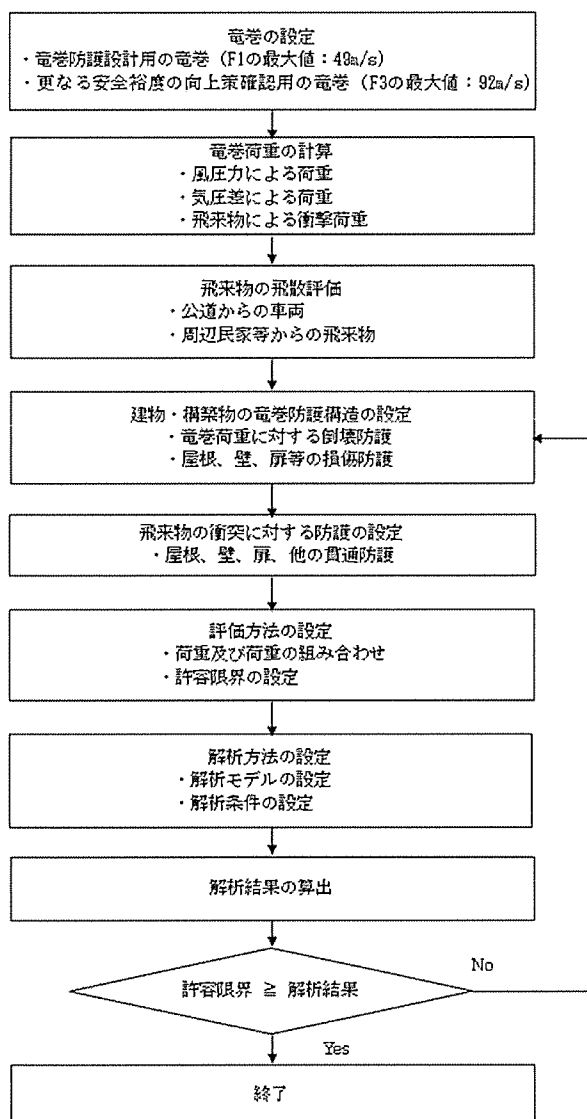 竜巻の設定
・竜巻防護設計用の竜巻 (F1の最大値：49m/s)
・更なる安全裕度の向上策確認用の竜巻 (F3の最大値：92m/s)
竜巻荷重の計算
・風圧力による荷重
・気圧差による荷重
・飛来物による衝撃荷重
飛来物の飛散評価
・公道からの車両
・周辺民家等からの飛来物
建物・構築物の竜巻防護構造の設定
・竜巻荷重に対する倒壊防護
・屋根、壁、扉等の損傷防護
飛来物の衝突に対する防護の設定
・屋根、壁、扉、他の貫通防護
評価方法の設定
・荷重及び荷重の組み合わせ
・許容限界の設定
解析方法の設定
・解析モデルの設定
・解析条件の設定
解析結果の算出
許容限界 ≧ 解析結果
No
Yes
終了